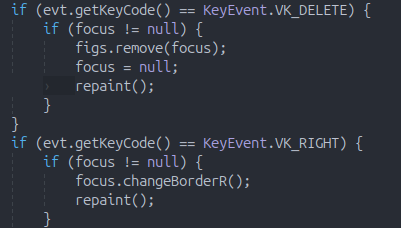 if (evt.getKeyCode() == KeyEvent.VK_DELETE) {
if (focus != null) {
figs.remove(focus);
focus = null;
repaint();
}
}
if (evt.getKeyCode() == KeyEvent.VK_RIGHT) {
if (focus != null) {
focus.changeBorderR();
repaint();
}